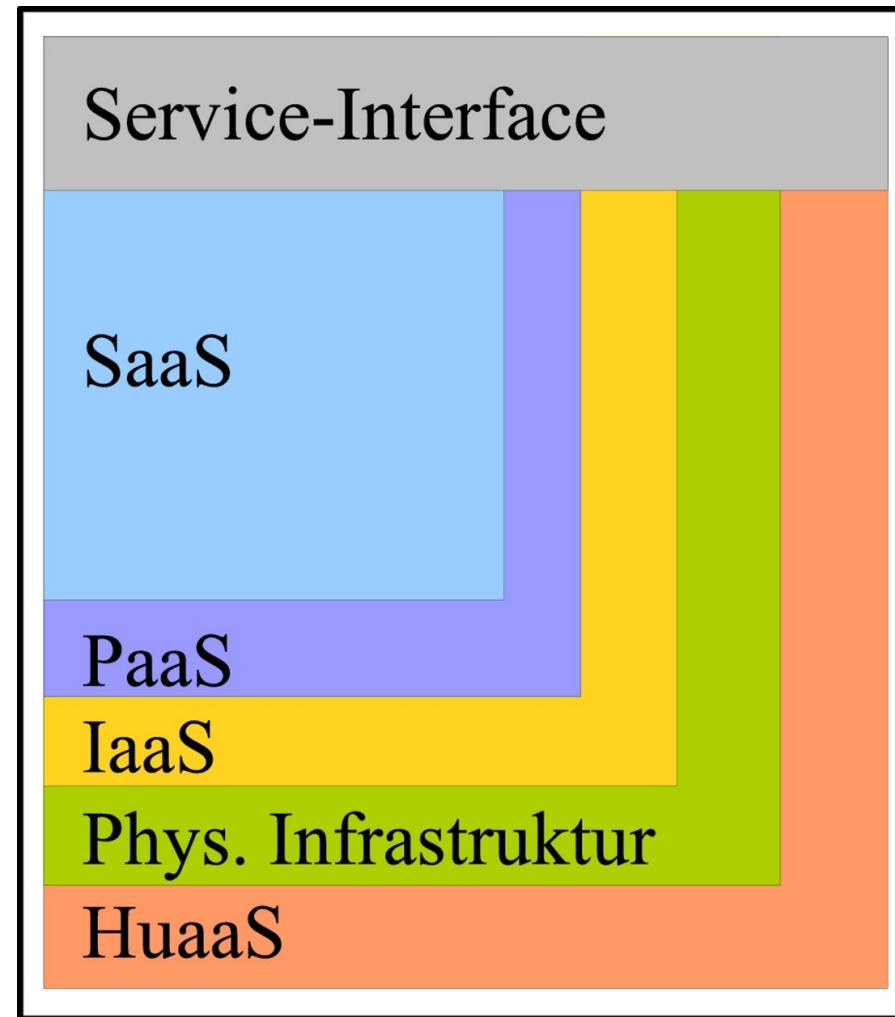 Service-Interface
SaaS
PaaS
IaaS
Phys. Infrastruktur
HuaaS